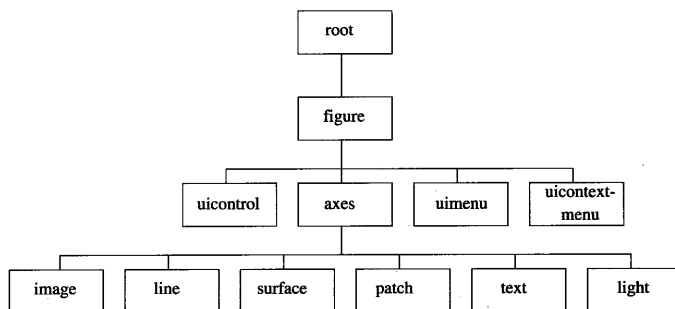 root
figure
uicontrol
axes
uimenu
uicontext-
menu
image
line
surface
patch
text
light